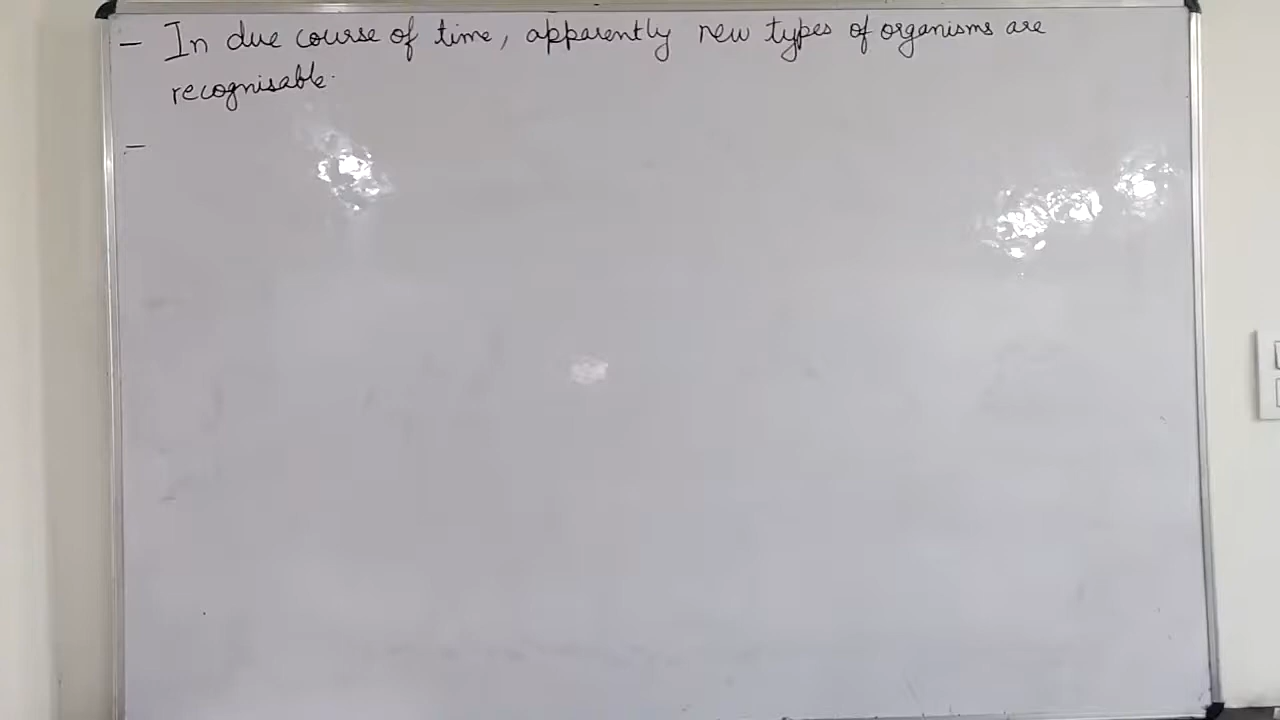 – In due course of time, apparently new types of organisms are
recognisable.
–